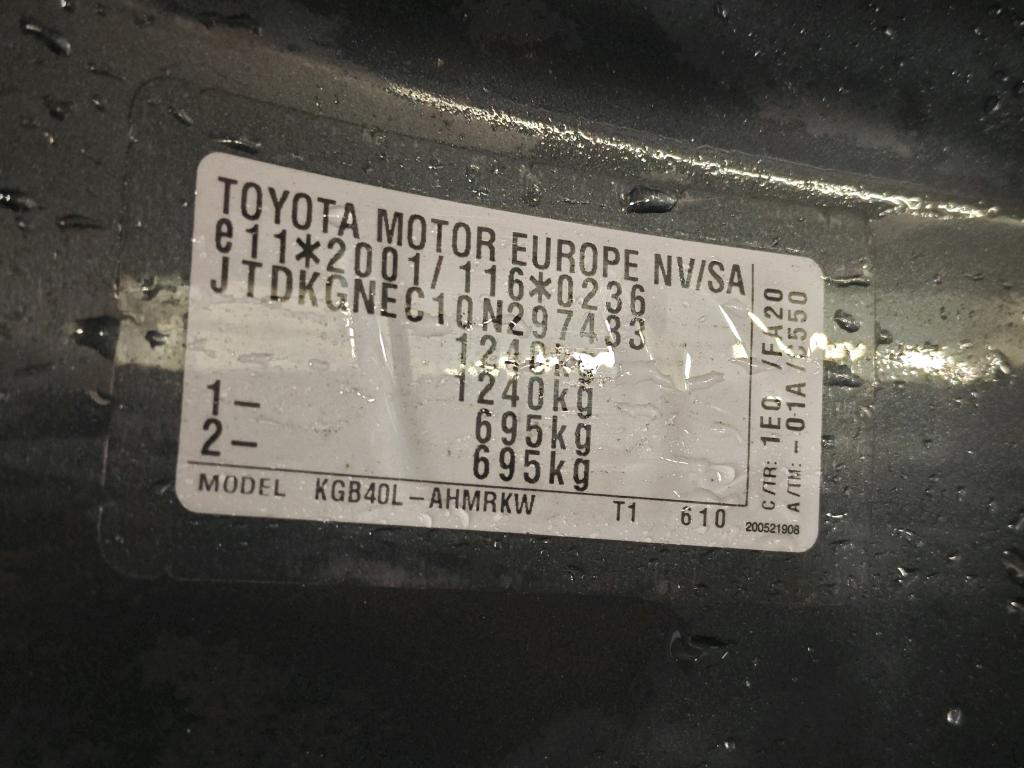 TOYOTA MOTOR EUROPE NV/SA
e11*2001/116*0236
JTDKGNEC10N297433
1240kg
1240kg
1- 695kg
2- 695kg
MODEL KGB40L-AHMRKW T1 610
C/TR: 1E0 /FA20
A/TM: -01A /
200521908